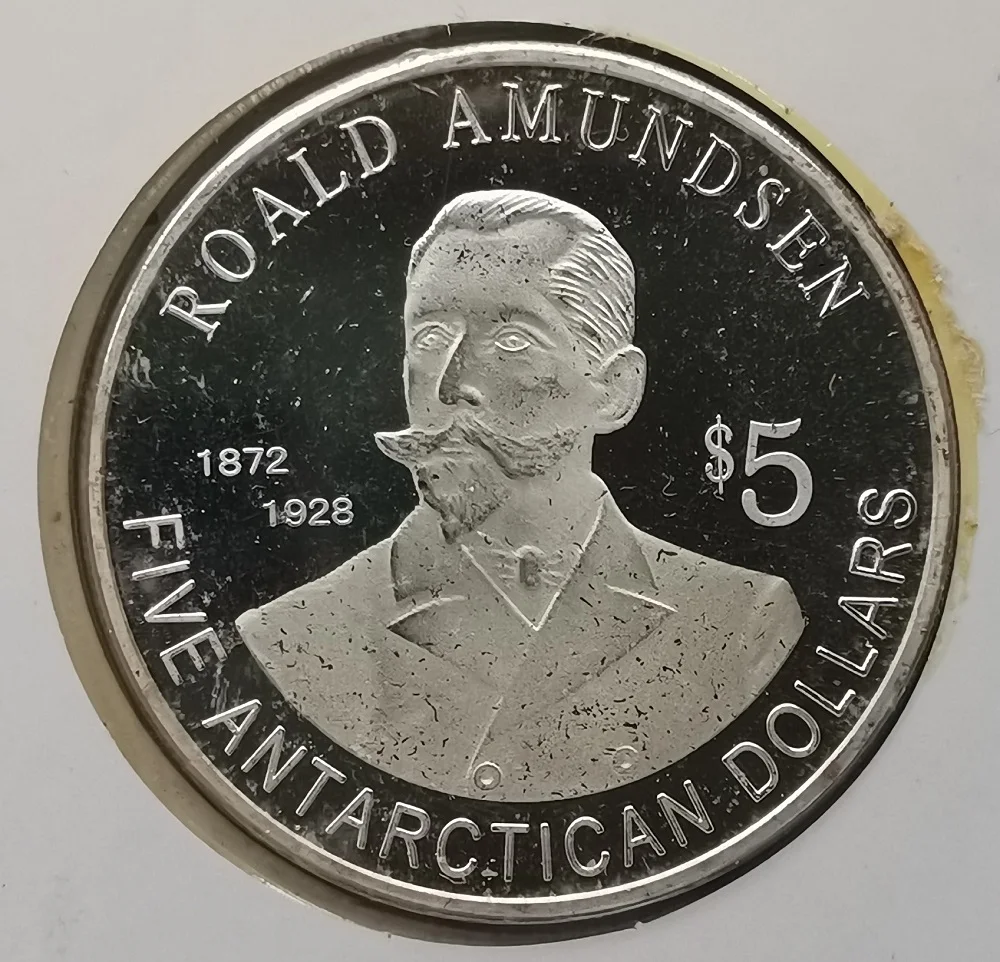 ROALD AMUNDSEN
1872
1928
$5
FIVE ANTARCTICAN DOLLARS